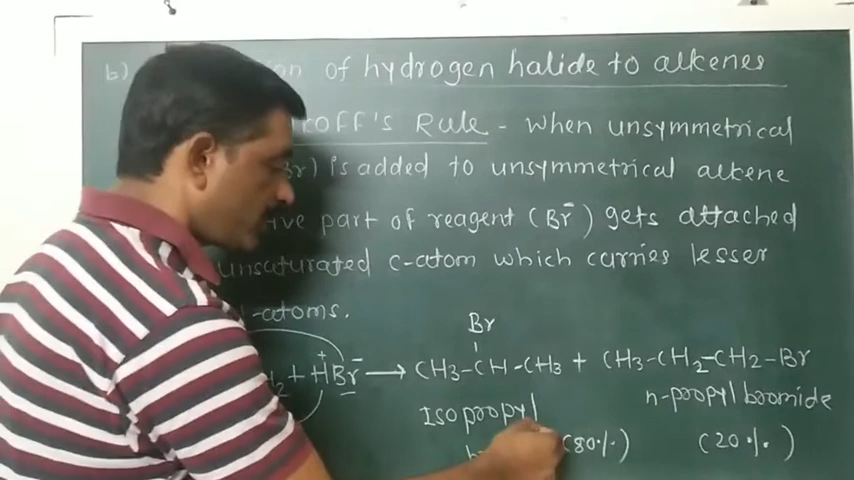 b) ion of hydrogen halide to alkenes
OFF's Rule - When unsymmetrical
Br) is added to unsymmetrical alkene
ive part of reagent (Br̄) gets attached
unsaturated C-atom which carries lesser
-atoms.
Br
+ H⁺Br⁻ → CH3-CH-CH3 + CH3-CH2-CH2-Br
Isopropyl n-propyl bromide
(80%) (20%)